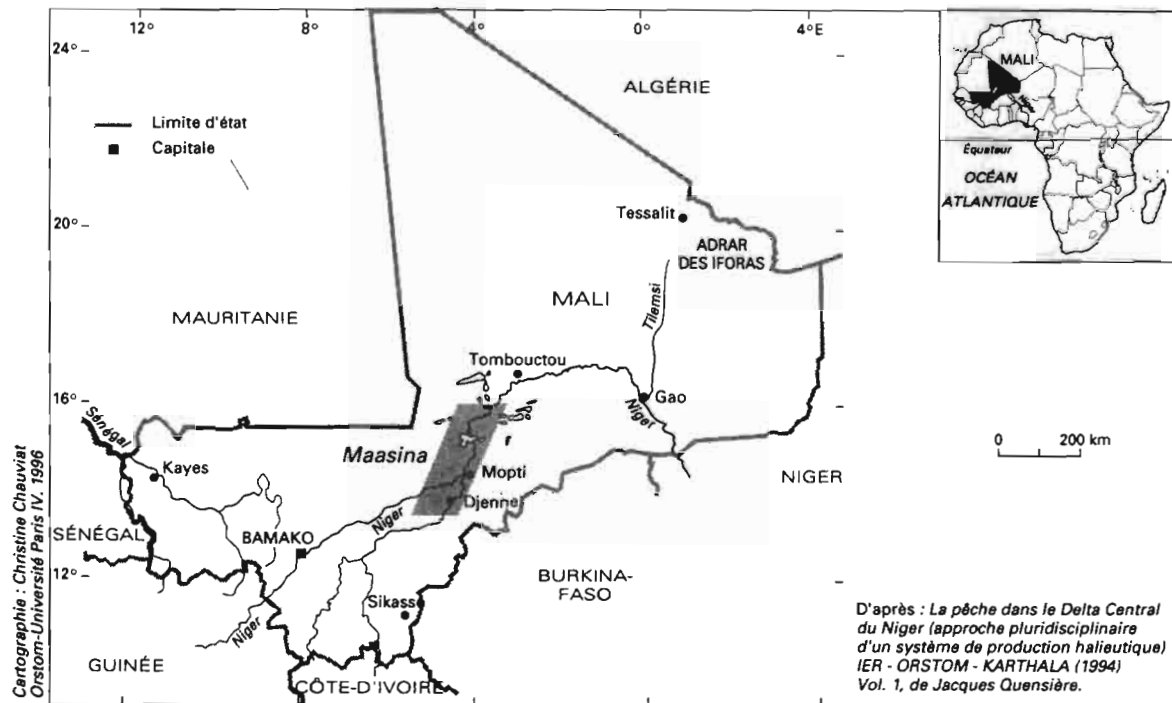 12°
4°
0°
4°E
24°
ALGÉRIE
MALI
Équateur
OCÉAN
ATLANTIQUE
Limite d'état
Capitale
20°
Tessalit
ADRAR
DES IFORAS
MALI
Tilemsi
MAURITANIE
Tombouctou
16°
Gao
Niger
Sénégal
Maasina
0 200 km
Kayes
Mopti
NIGER
Djenne
Niger
SÉNÉGAL
BAMAKO
12°
BURKINA-
FASO
Sikasso
Niger
GUINÉE
CÔTE-D'IVOIRE
D'après : La pêche dans le Delta Central
du Niger (approche pluridisciplinaire
d'un système de production halieutique)
IER - ORSTOM - KARTHALA (1994)
Vol. 1, de Jacques Quensière.
Cartographie : Christine Chauviat
Orstom-Université Paris IV. 1996